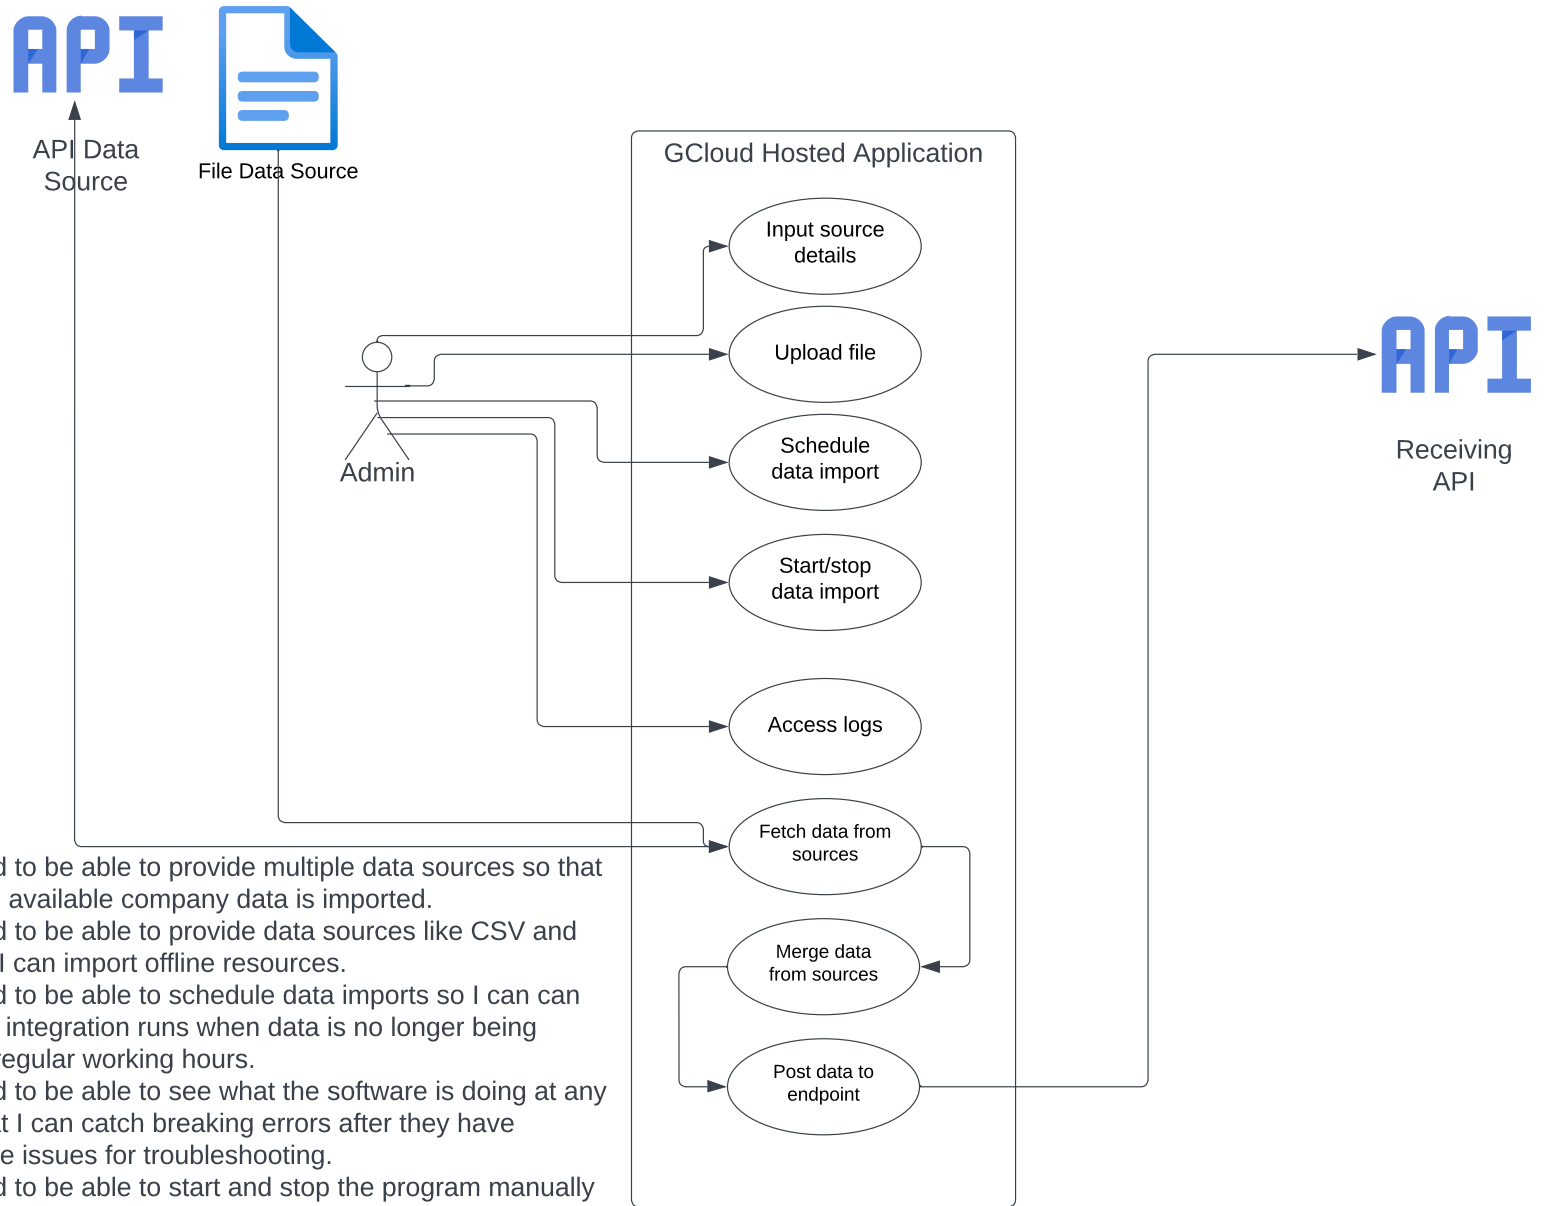 API
API Data
Source
File Data Source
GCloud Hosted Application
Input source
details
Upload file
Schedule
data import
Start/stop
data import
Access logs
Fetch data from
sources
Merge data
from sources
Post data to
endpoint
Admin
API
Receiving
API
to be able to provide multiple data sources so that
available company data is imported.
to be able to provide data sources like CSV and
I can import offline resources.
to be able to schedule data imports so I can can
integration runs when data is no longer being
regular working hours.
to be able to see what the software is doing at any
I can catch breaking errors after they have
issues for troubleshooting.
to be able to start and stop the program manually